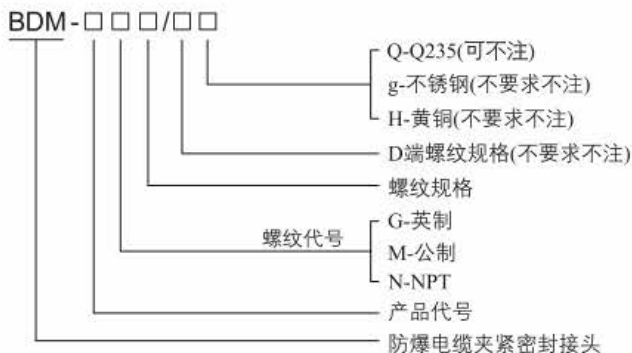 BDM-□□□/□□
Q-Q235(可不注)
g-不锈钢(不要求不注)
H-黄铜(不要求不注)
D端螺纹规格(不要求不注)
螺纹规格
螺纹代号
G-英制
M-公制
N-NPT
产品代号
防爆电缆夹紧密封接头